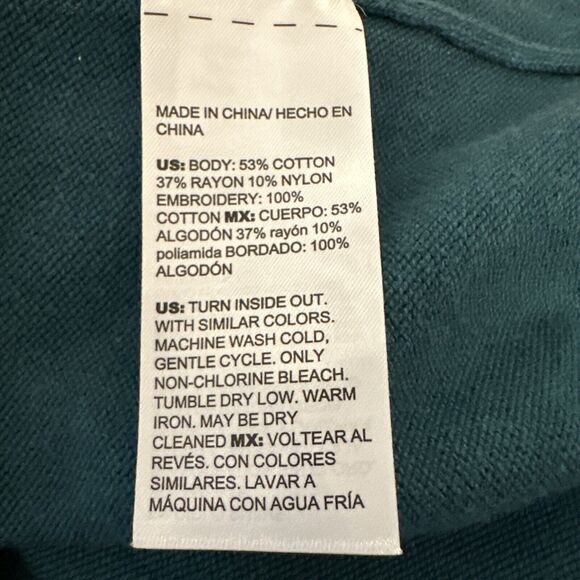 MADE IN CHINA/ HECHO EN
CHINA
US: BODY: 53% COTTON
37% RAYON 10% NYLON
EMBROIDERY: 100%
COTTON MX: CUERPO: 53%
ALGODÓN 37% rayón 10%
poliamida BORDADO: 100%
ALGODÓN
US: TURN INSIDE OUT.
WITH SIMILAR COLORS.
MACHINE WASH COLD,
GENTLE CYCLE. ONLY
NON-CHLORINE BLEACH.
TUMBLE DRY LOW. WARM
IRON. MAY BE DRY
CLEANED MX: VOLTEAR AL
REVÉS. CON COLORES
SIMILARES. LAVAR A
MÁQUINA CON AGUA FRÍA